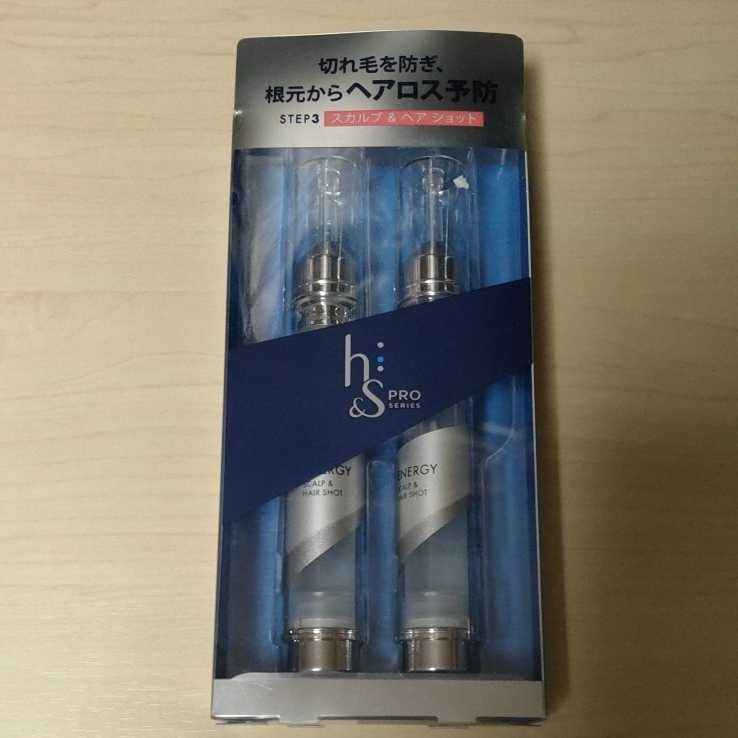 切れ毛を防ぎ、
根元からヘアロス予防
STEP3 スカルプ & ヘア ショット
h
&S PRO
SERIES
ENERGY
SCALP &
HAIR SHOT
ENERGY
SCALP &
HAIR SHOT